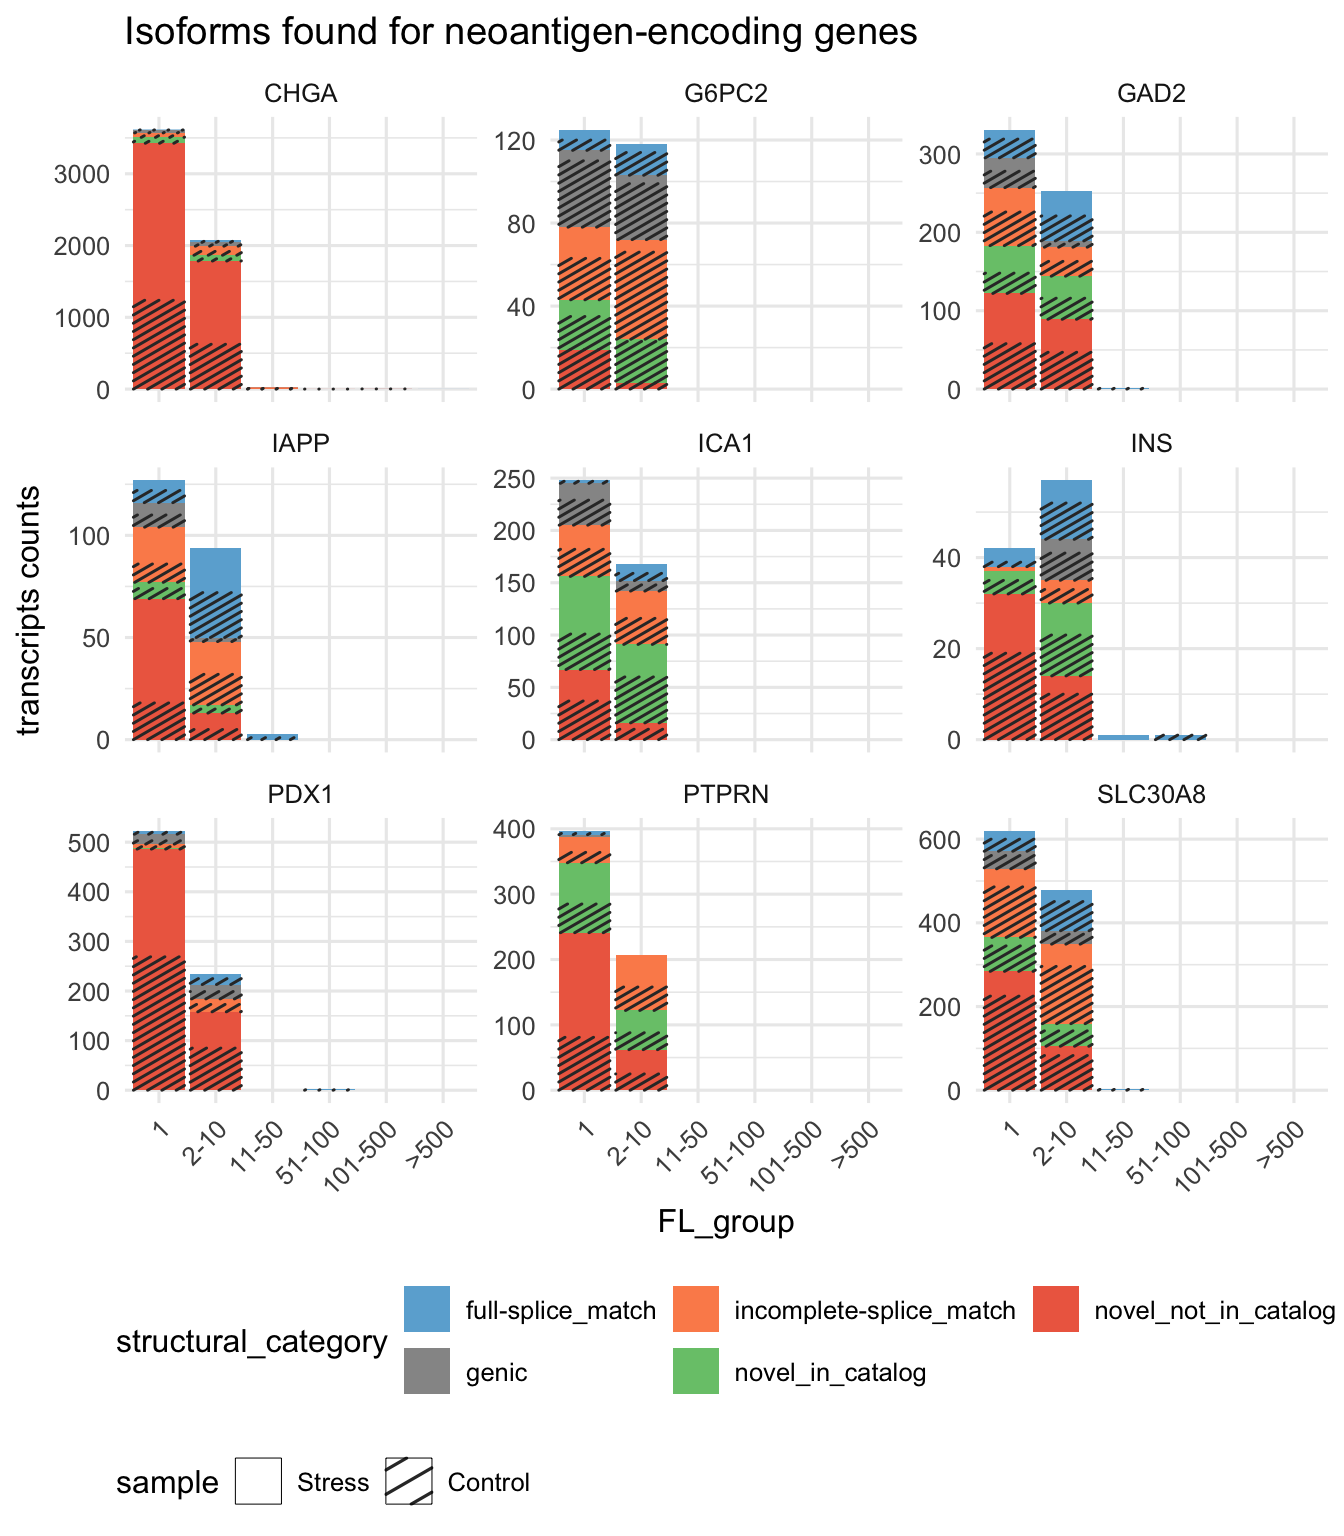 Isoforms found for neoantigen-encoding genes
CHGA
G6PC2
GAD2
3000
2000
1000
0
120
80
40
0
300
200
100
0
IAPP
ICA1
INS
100
50
0
250
200
150
100
50
0
40
20
0
PDX1
PTPRN
SLC30A8
500
400
300
200
100
0
400
300
200
100
0
600
400
200
0
transcripts counts
1 2-10 11-50 51-100 101-500 >500
1 2-10 11-50 51-100 101-500 >500
1 2-10 11-50 51-100 101-500 >500
FL_group
structural_category
full-splice_match
incomplete-splice_match
novel_not_in_catalog
genic
novel_in_catalog
sample
Stress
Control